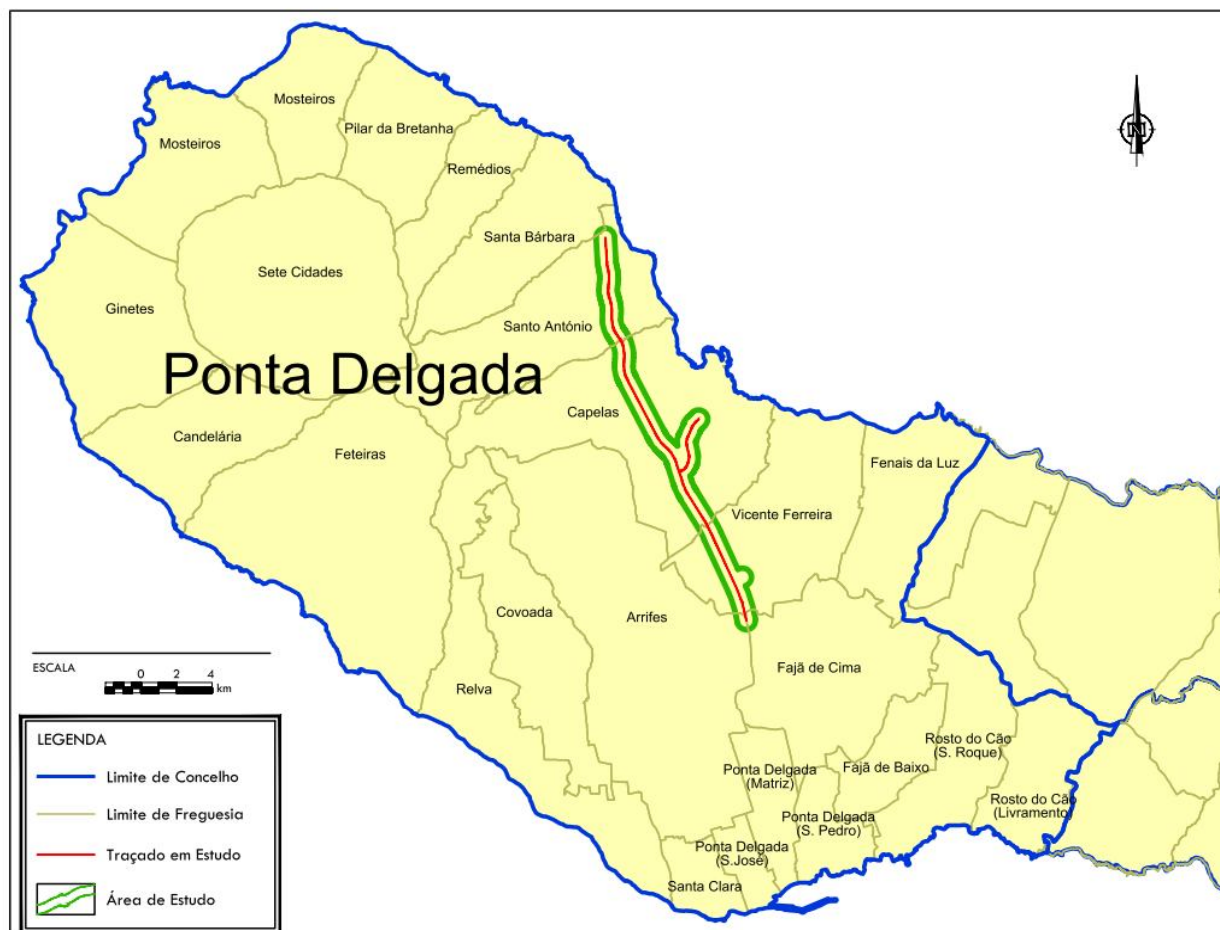 Mosteiros
Mosteiros
Pilar da Bretanha
Remédios
Santa Bárbara
Sete Cidades
Ginetes
Santo António
Ponta Delgada
Capelas
Candelária
Feteiras
Fenais da Luz
Vicente Ferreira
Covoada
Arrifes
Fajã de Cima
Relva
Rosto do Cão
(S. Roque)
Fajã de Baixo
Ponta Delgada
(Matriz)
Rosto do Cão
(Livramento)
Ponta Delgada
(S. Pedro)
Ponta Delgada
(S.José)
Santa Clara
N
ESCALA
0 2 4
km
LEGENDA
Limite de Concelho
Limite de Freguesia
Traçado em Estudo
Área de Estudo